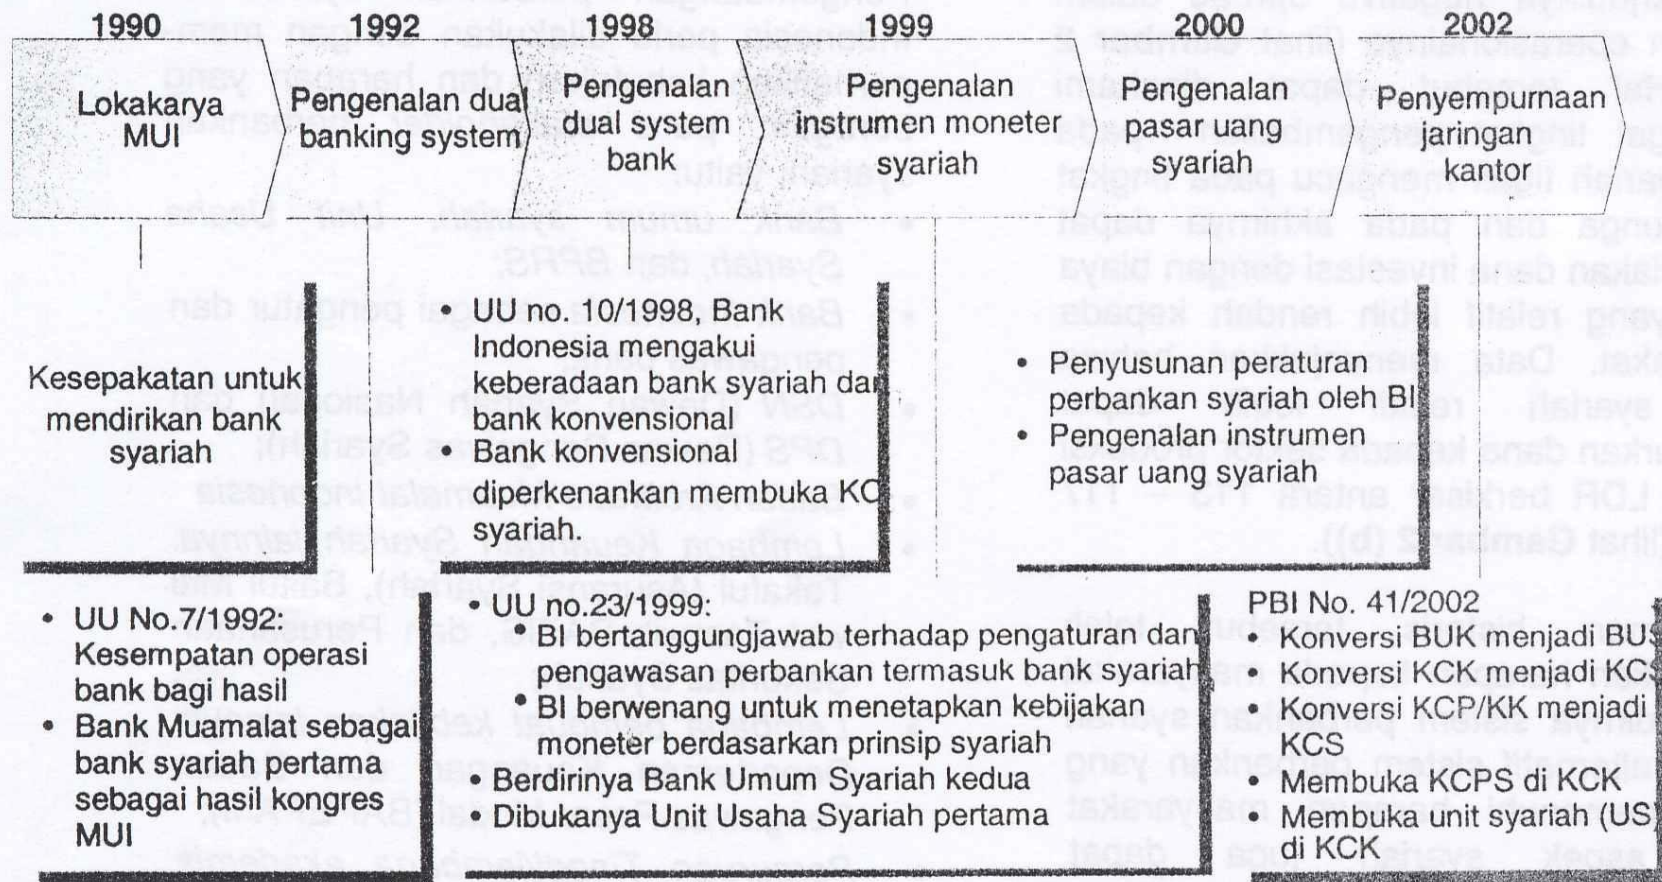 1990
1992
1998
1999
2000
2002
Lokakarya
MUI
Pengenalan dual
banking system
Pengenalan
dual system
bank
Pengenalan
instrumen moneter
syariah
Pengenalan
pasar uang
syariah
Penyempurnaan
jaringan
kantor
Kesepakatan untuk
mendirikan bank
syariah
• UU no. 10/1998, Bank
Indonesia mengakui
keberadaan bank syariah dan
bank konvensional
• Bank konvensional
diperkenankan membuka KC
syariah.
• Penyusunan peraturan
perbankan syariah oleh BI
• Pengenalan instrumen
pasar uang syariah
• UU No.7/1992:
Kesempatan operasi
bank bagi hasil
• Bank Muamalat sebagai
bank syariah pertama
sebagai hasil kongres
MUI
• UU no.23/1999:
• BI bertanggungjawab terhadap pengaturan dan
pengawasan perbankan termasuk bank syriah
• BI berwenang untuk menetapkan kebijakan
moneter berdasarkan prinsip syariah
• Berdirinya Bank Umum Syariah kedua
• Dibukanya Unit Usaha Syariah pertama
PBI No. 41/2002
• Konversi BUK menjadi BUS
• Konversi KCK menjadi KCS
• Konversi KCP/KK menjadi
KCS
• Membuka KCPS di KCK
• Membuka unit syariah (US)
di KCK